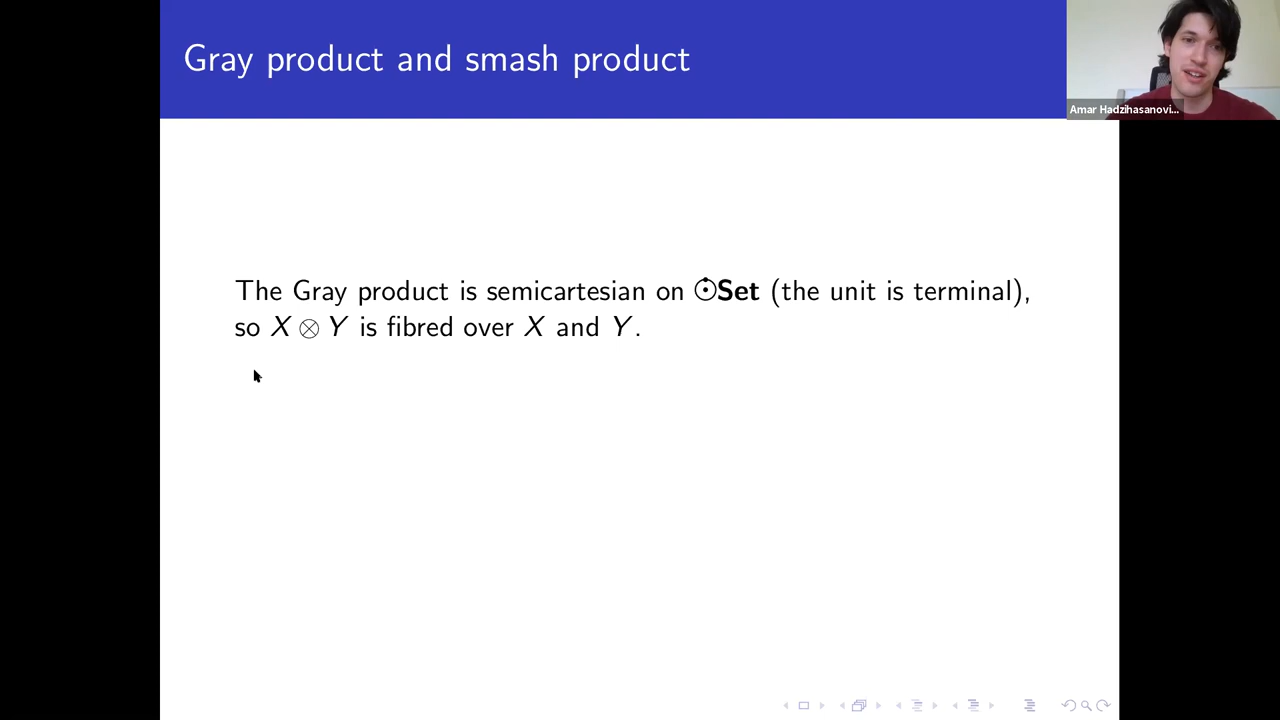 Gray product and smash product
Amar Hadzihasanovi...
The Gray product is semicartesian on ⨀Set (the unit is terminal),
so X ⊗ Y is fibred over X and Y.